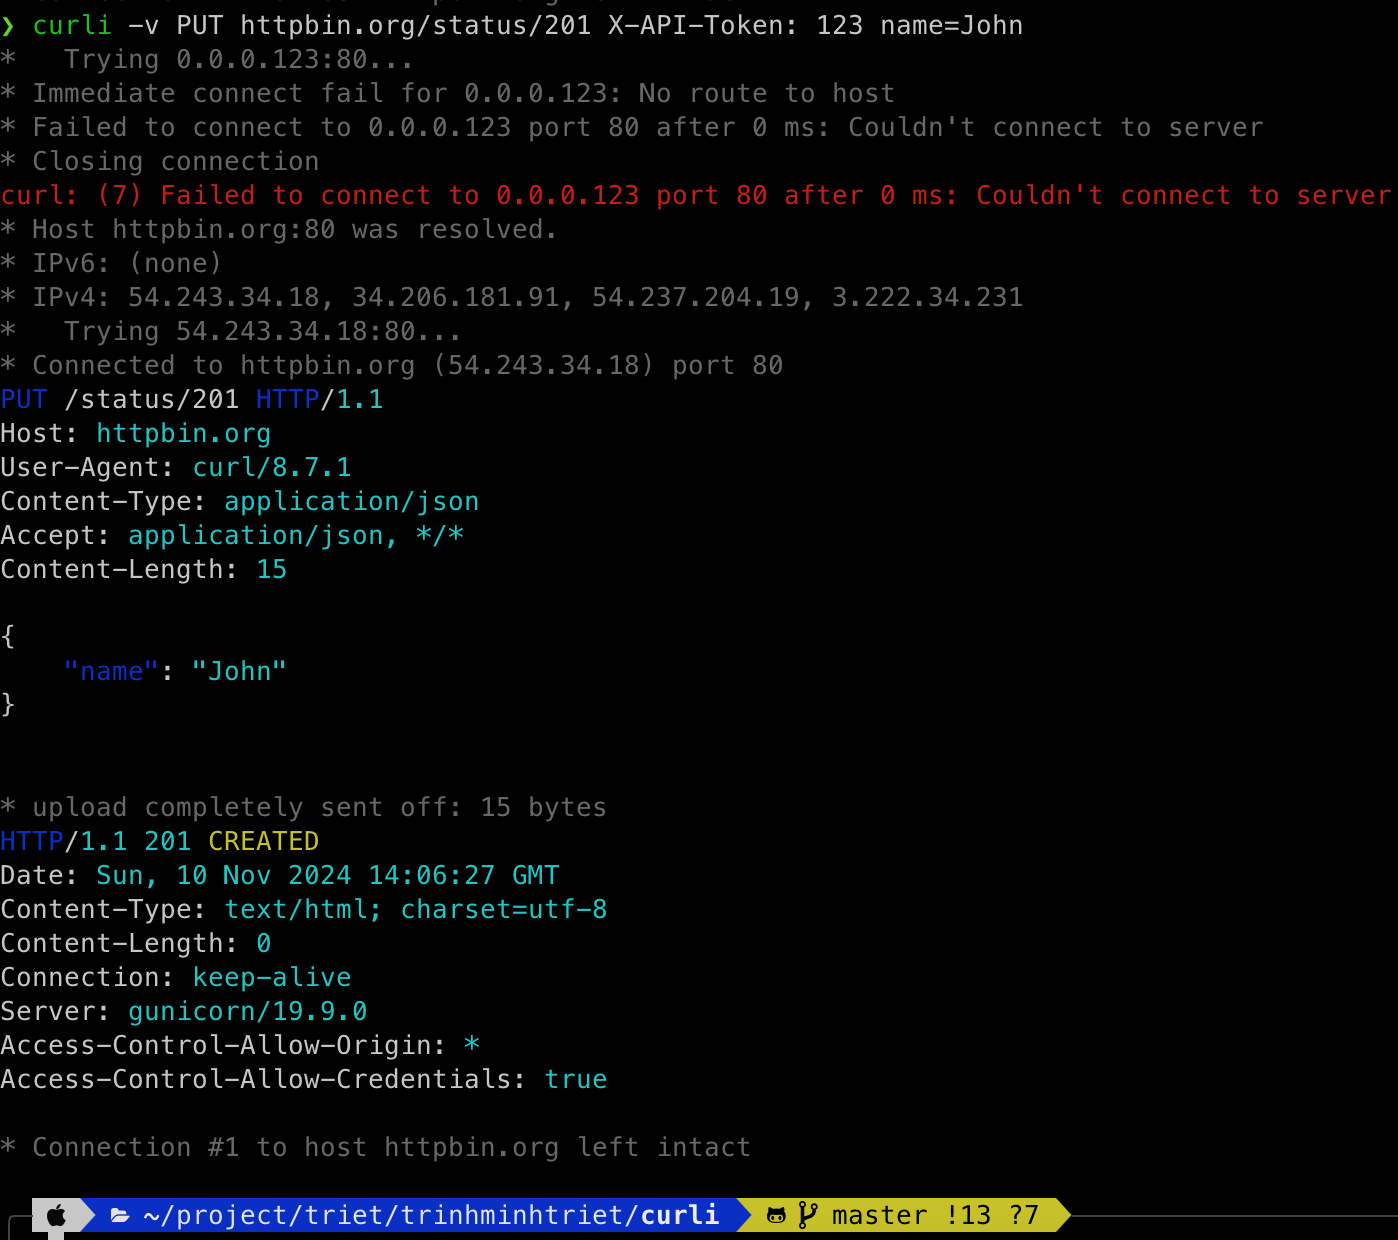 ❯ curli -v PUT httpbin.org/status/201 X-API-Token: 123 name=John
*   Trying 0.0.0.123:80...
* Immediate connect fail for 0.0.0.123: No route to host
* Failed to connect to 0.0.0.123 port 80 after 0 ms: Couldn't connect to server
* Closing connection
curl: (7) Failed to connect to 0.0.0.123 port 80 after 0 ms: Couldn't connect to server
* Host httpbin.org:80 was resolved.
* IPv6: (none)
* IPv4: 54.243.34.18, 34.206.181.91, 54.237.204.19, 3.222.34.231
*   Trying 54.243.34.18:80...
* Connected to httpbin.org (54.243.34.18) port 80
PUT /status/201 HTTP/1.1
Host: httpbin.org
User-Agent: curl/8.7.1
Content-Type: application/json
Accept: application/json, */*
Content-Length: 15
{
    "name": "John"
}
* upload completely sent off: 15 bytes
HTTP/1.1 201 CREATED
Date: Sun, 10 Nov 2024 14:06:27 GMT
Content-Type: text/html; charset=utf-8
Content-Length: 0
Connection: keep-alive
Server: gunicorn/19.9.0
Access-Control-Allow-Origin: *
Access-Control-Allow-Credentials: true
* Connection #1 to host httpbin.org left intact
~/project/triet/trinhminhtriet/curli master !13 ?7